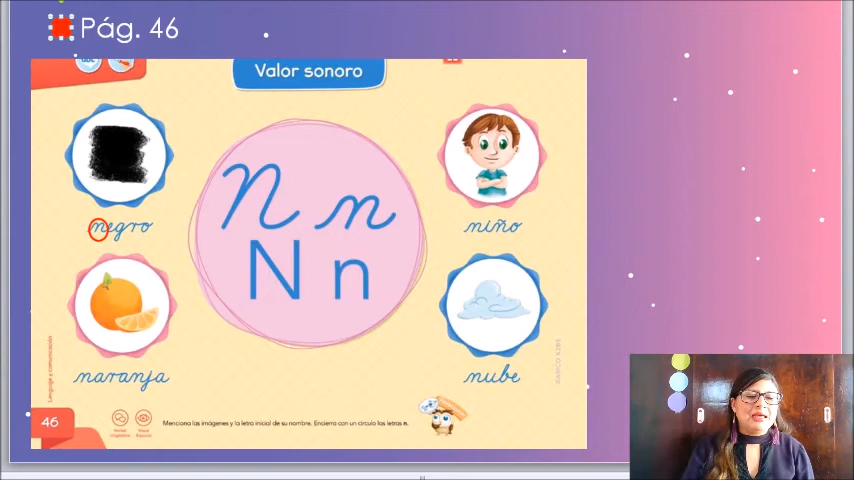 Pág. 46
Valor sonoro
N n
N n
negro
niño
naranja
nube
Lenguaje y comunicación
46
Menciona las imágenes y la letra inicial de su nombre. Encierra con un círculo las letras n.